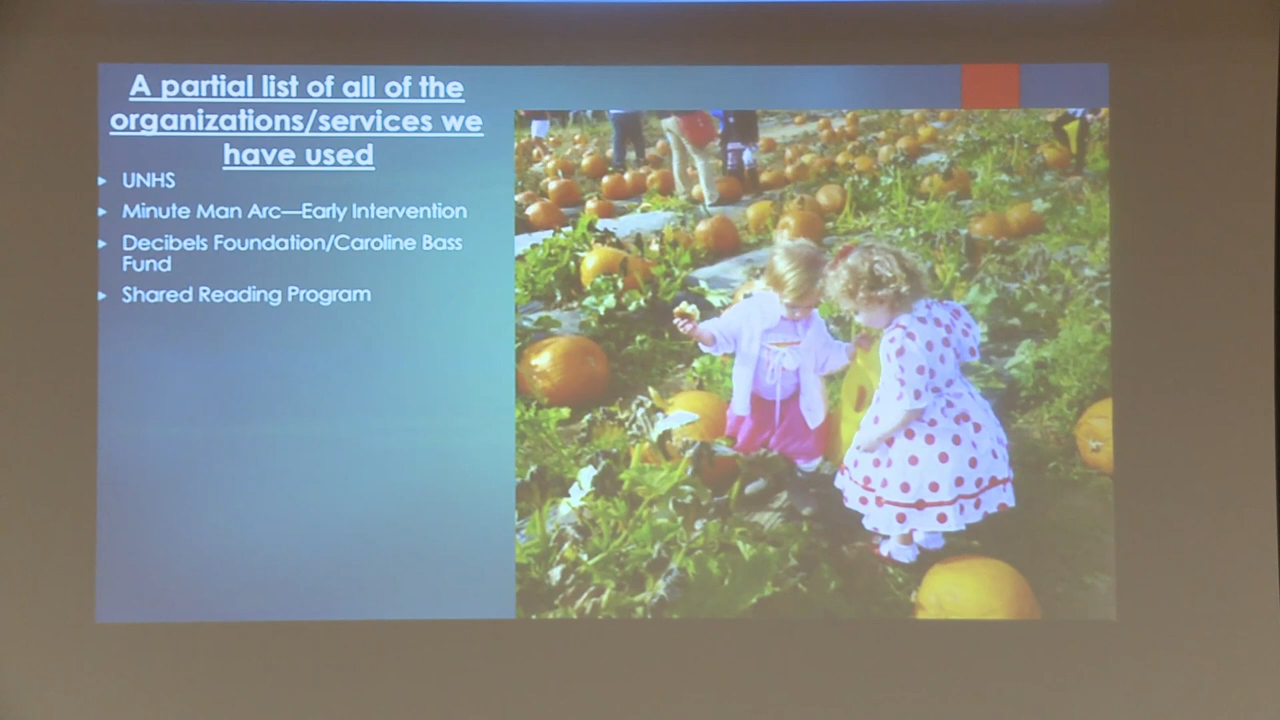 A partial list of all of the
organizations/services we
have used
UNHS
Minute Man Arc—Early Intervention
Decibels Foundation/Caroline Bass
Fund
Shared Reading Program